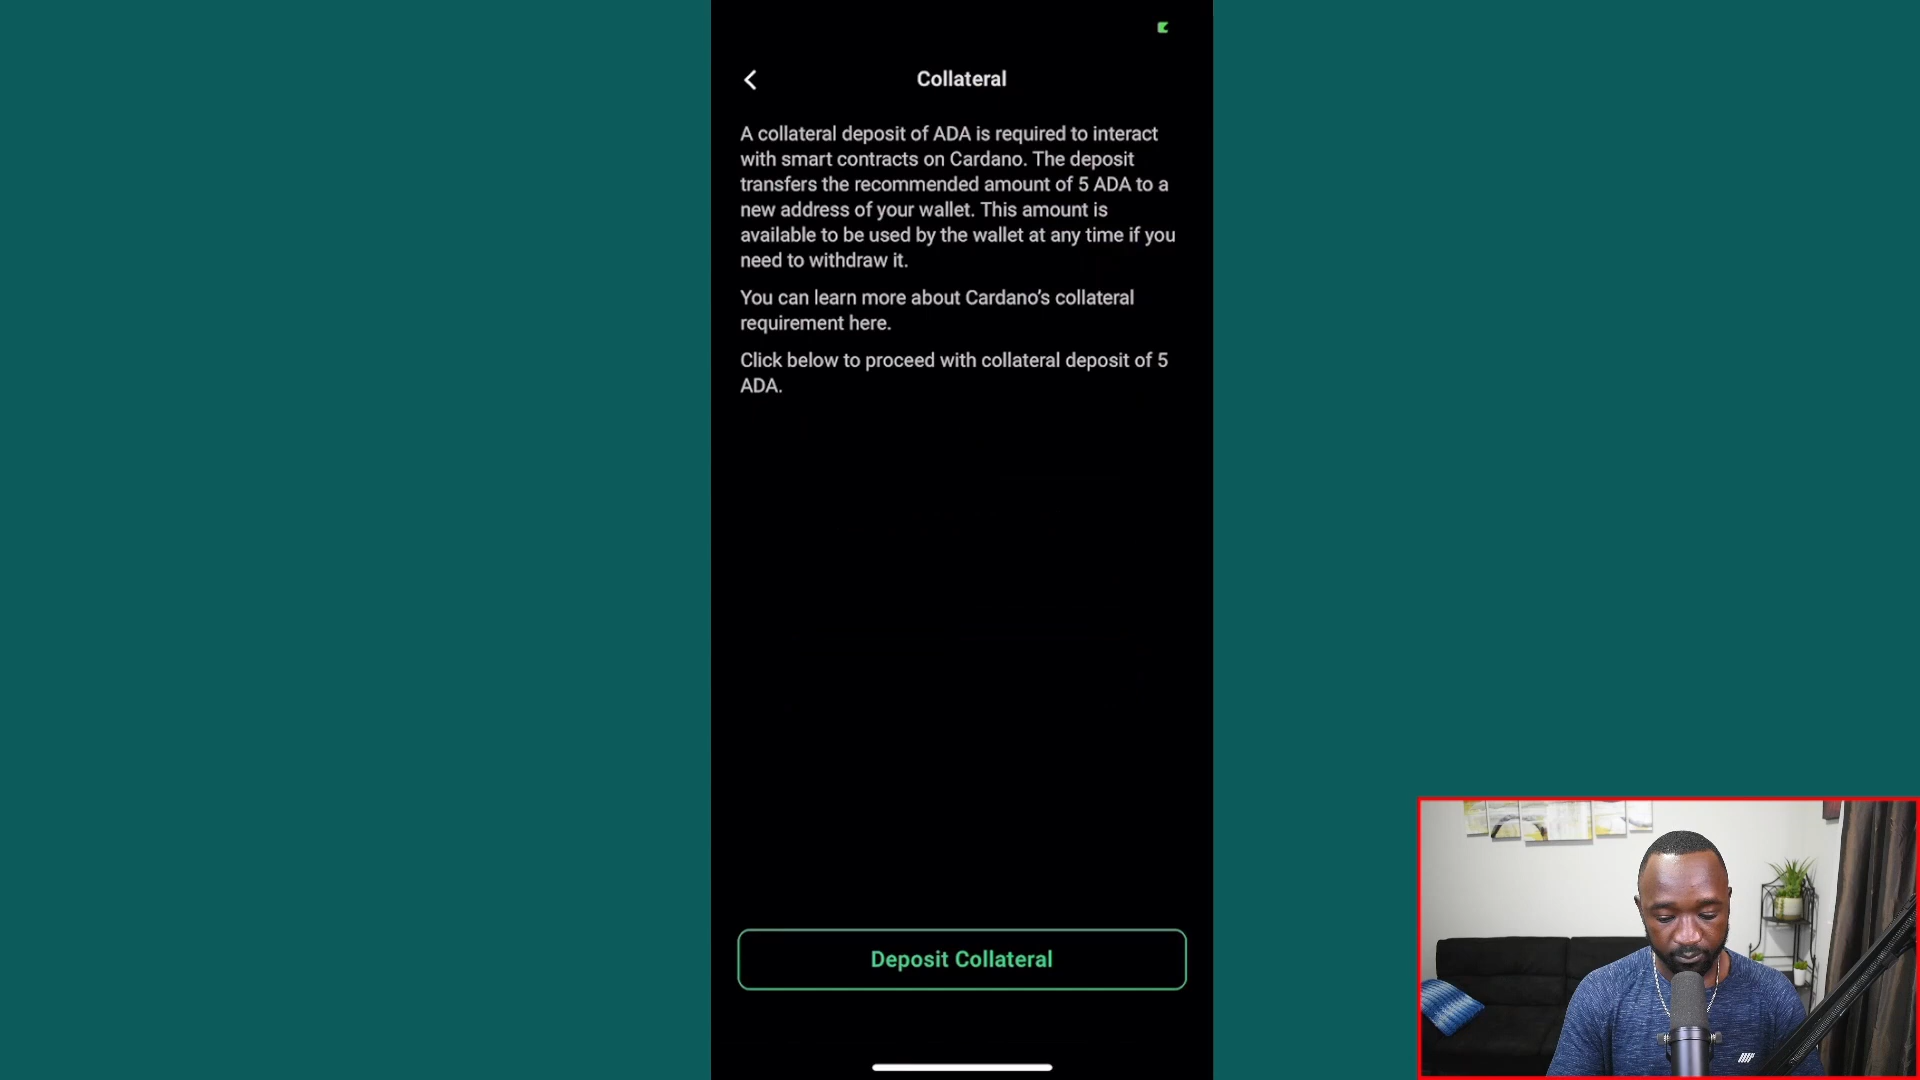 Collateral
A collateral deposit of ADA is required to interact
with smart contracts on Cardano. The deposit
transfers the recommended amount of 5 ADA to a
new address of your wallet. This amount is
available to be used by the wallet at any time if you
need to withdraw it.
You can learn more about Cardano’s collateral
requirement here.
Click below to proceed with collateral deposit of 5
ADA.
Deposit Collateral